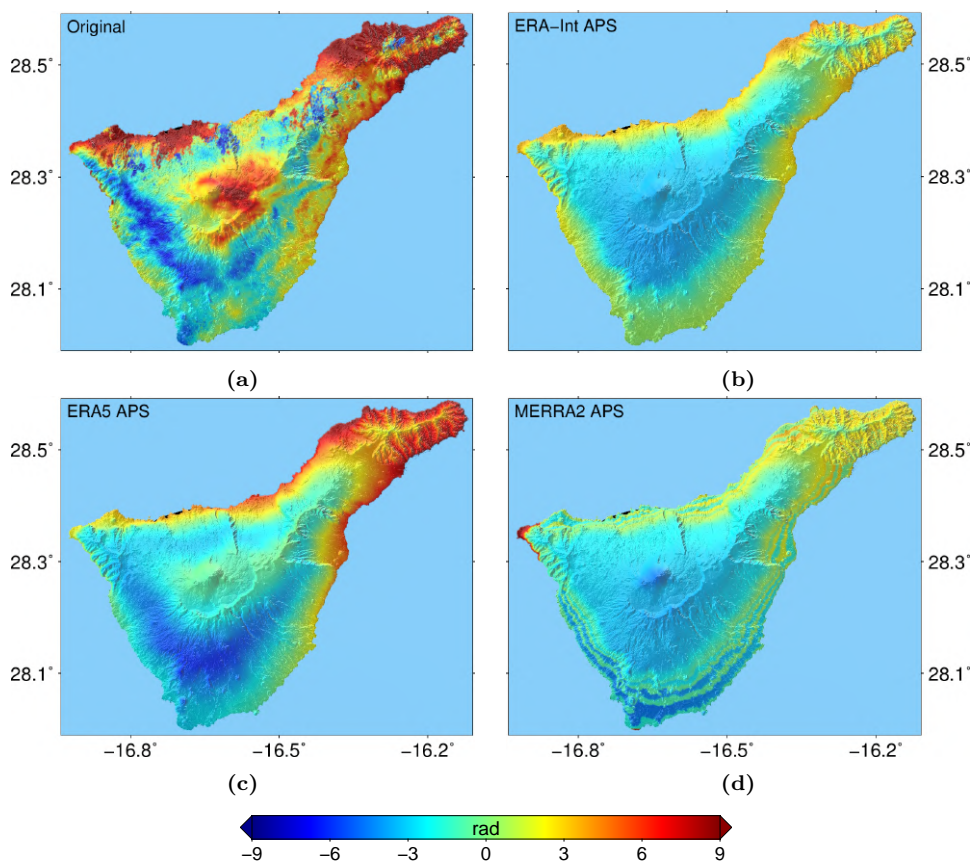 Original
ERA−Int APS
28.5°
28.5°
28.3°
28.3°
28.1°
28.1°
(a)
(b)
ERA5 APS
MERRA2 APS
28.5°
28.5°
28.3°
28.3°
28.1°
28.1°
−16.8° −16.5° −16.2°
−16.8° −16.5° −16.2°
(c)
(d)
rad
−9 −6 −3 0 3 6 9